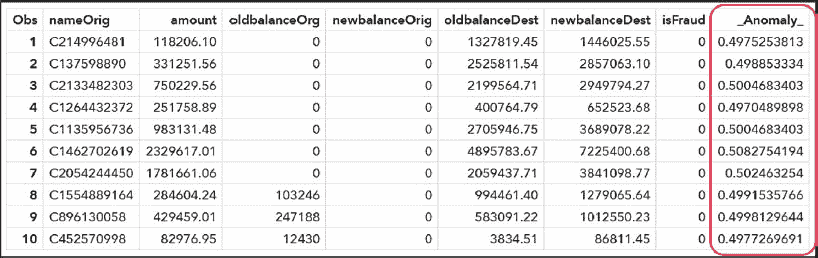 Obs nameOrig amount oldbalanceOrg newbalanceOrig oldbalanceDest newbalanceDest isFraud _Anomaly_
1 C214996481 118206.10 0 0 1327819.45 1446025.55 0 0.4975253813
2 C137598890 331251.56 0 0 2525811.54 2857063.10 0 0.498853334
3 C2133482303 750229.56 0 0 2199564.71 2949794.27 0 0.5004683403
4 C1264432372 251758.89 0 0 400764.79 652523.68 0 0.4970489898
5 C1135956736 983131.48 0 0 2705946.75 3689078.22 0 0.5004683403
6 C1462702619 2329617.01 0 0 4895783.67 7225400.68 0 0.5082754194
7 C2054244450 1781661.06 0 0 2059437.71 3841098.77 0 0.502463254
8 C1554889164 284604.24 103246 0 994461.40 1279065.64 0 0.4991535766
9 C896130058 429459.01 247188 0 583091.22 1012550.23 0 0.4998129644
10 C452570998 82976.95 12430 0 3834.51 86811.45 0 0.4977269691